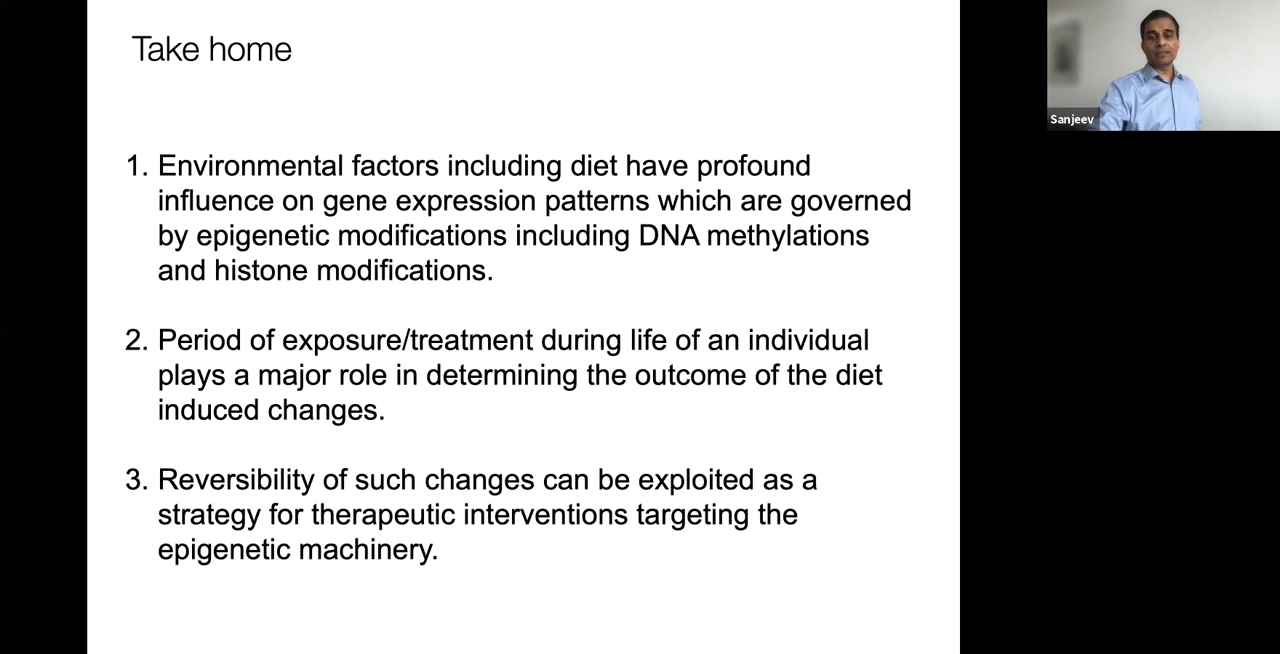 Take home
Sanjeev
1. Environmental factors including diet have profound
influence on gene expression patterns which are governed
by epigenetic modifications including DNA methylations
and histone modifications.
2. Period of exposure/treatment during life of an individual
plays a major role in determining the outcome of the diet
induced changes.
3. Reversibility of such changes can be exploited as a
strategy for therapeutic interventions targeting the
epigenetic machinery.